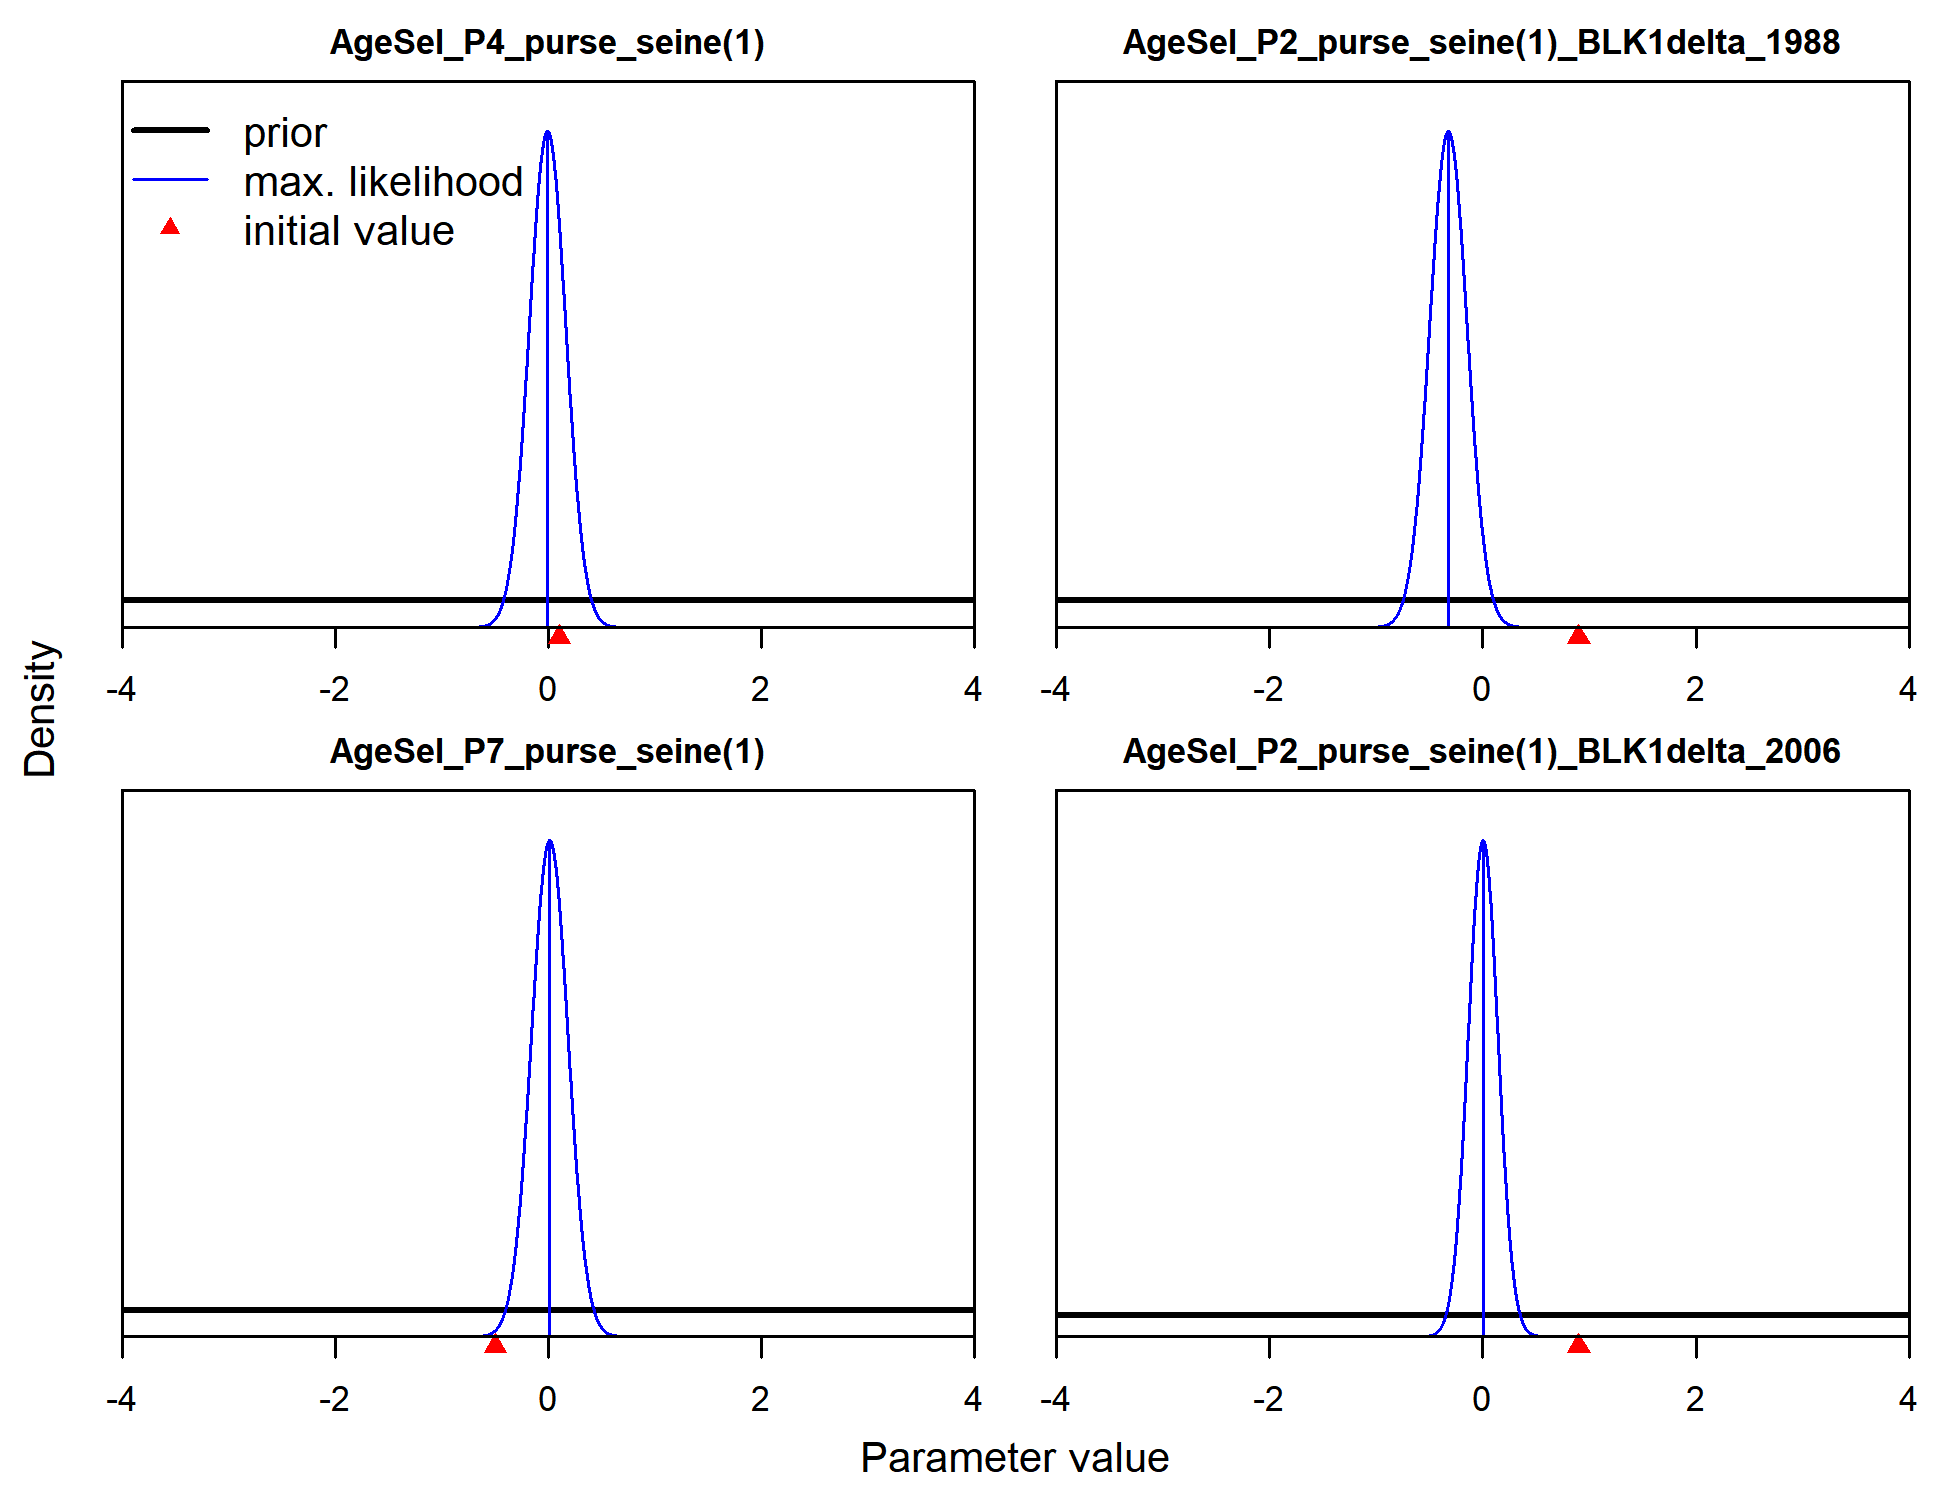 AgeSel_P4_purse_seine(1)
AgeSel_P2_purse_seine(1)_BLK1delta_1988
prior
max. likelihood
initial value
-4 -2 0 2 4
-4 -2 0 2 4
Density
AgeSel_P7_purse_seine(1)
AgeSel_P2_purse_seine(1)_BLK1delta_2006
-4 -2 0 2 4
-4 -2 0 2 4
Parameter value